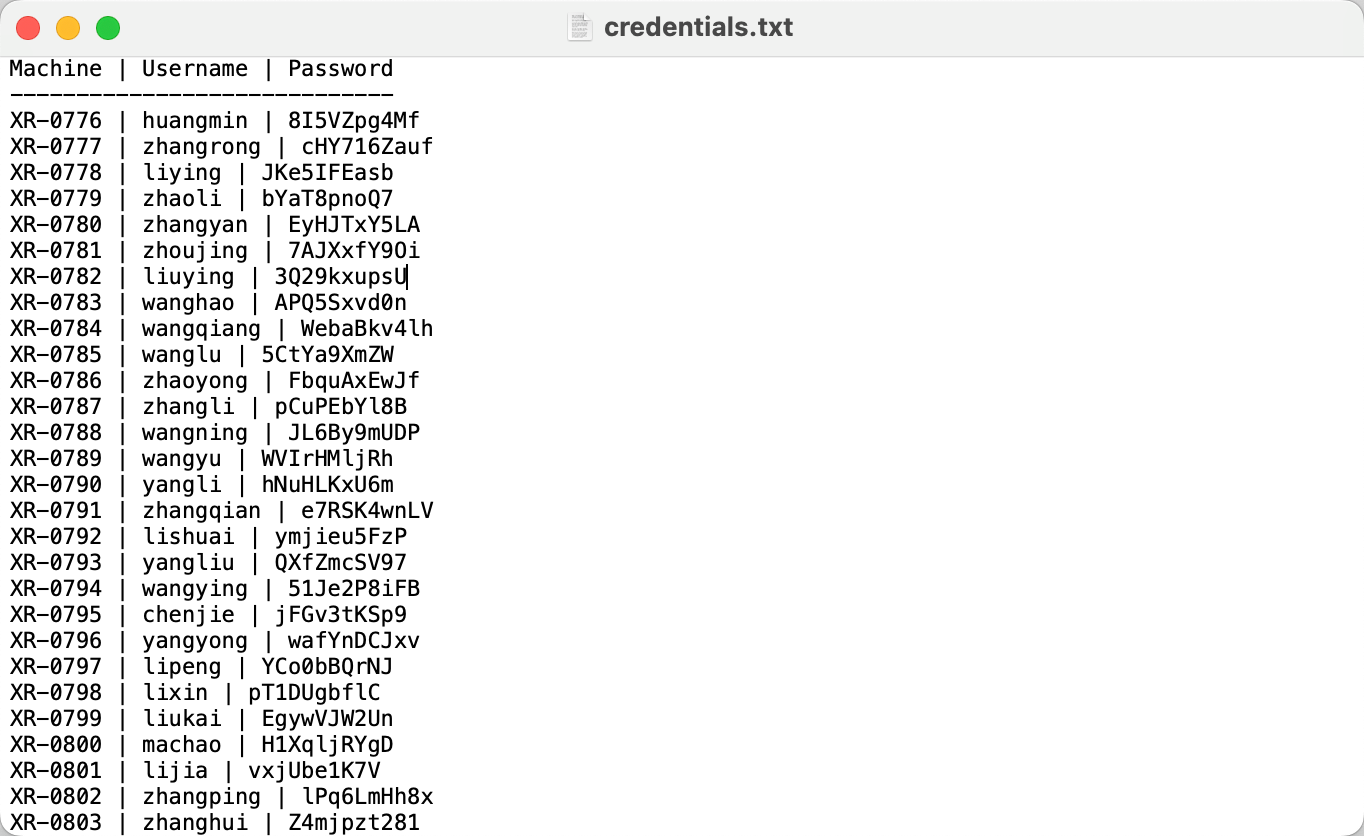 credentials.txt
Machine | Username | Password
-----------------------------
XR-0776 | huangmin | 8I5VZpg4Mf
XR-0777 | zhangrong | cHY716Zauf
XR-0778 | liying | JKe5IFEasb
XR-0779 | zhaoli | bYaT8pnoQ7
XR-0780 | zhangyan | EyHJTxY5LA
XR-0781 | zhoujing | 7AJXxfY9Oi
XR-0782 | liuying | 3Q29kxupsU
XR-0783 | wanghao | APQ5Sxvd0n
XR-0784 | wangqiang | WebaBkv4lh
XR-0785 | wanglu | 5CtYa9XmZW
XR-0786 | zhaoyong | FbquAxEwJf
XR-0787 | zhangli | pCuPEbYl8B
XR-0788 | wangning | JL6By9mUDP
XR-0789 | wangyu | WVIrHMljRh
XR-0790 | yangli | hNuHLKxU6m
XR-0791 | zhangqian | e7RSK4wnLV
XR-0792 | lishuai | ymjieu5FzP
XR-0793 | yangliu | QXfZmcSV97
XR-0794 | wangying | 51Je2P8iFB
XR-0795 | chenjie | jFGv3tKSp9
XR-0796 | yangyong | wafYnDCJxv
XR-0797 | lipeng | YCo0bBQrNJ
XR-0798 | lixin | pT1DUgbflC
XR-0799 | liukai | EgywVJW2Un
XR-0800 | machao | H1XqljRYgD
XR-0801 | lijia | vxjUbe1K7V
XR-0802 | zhangping | lPq6LmHh8x
XR-0803 | zhanghui | Z4mjpzt281